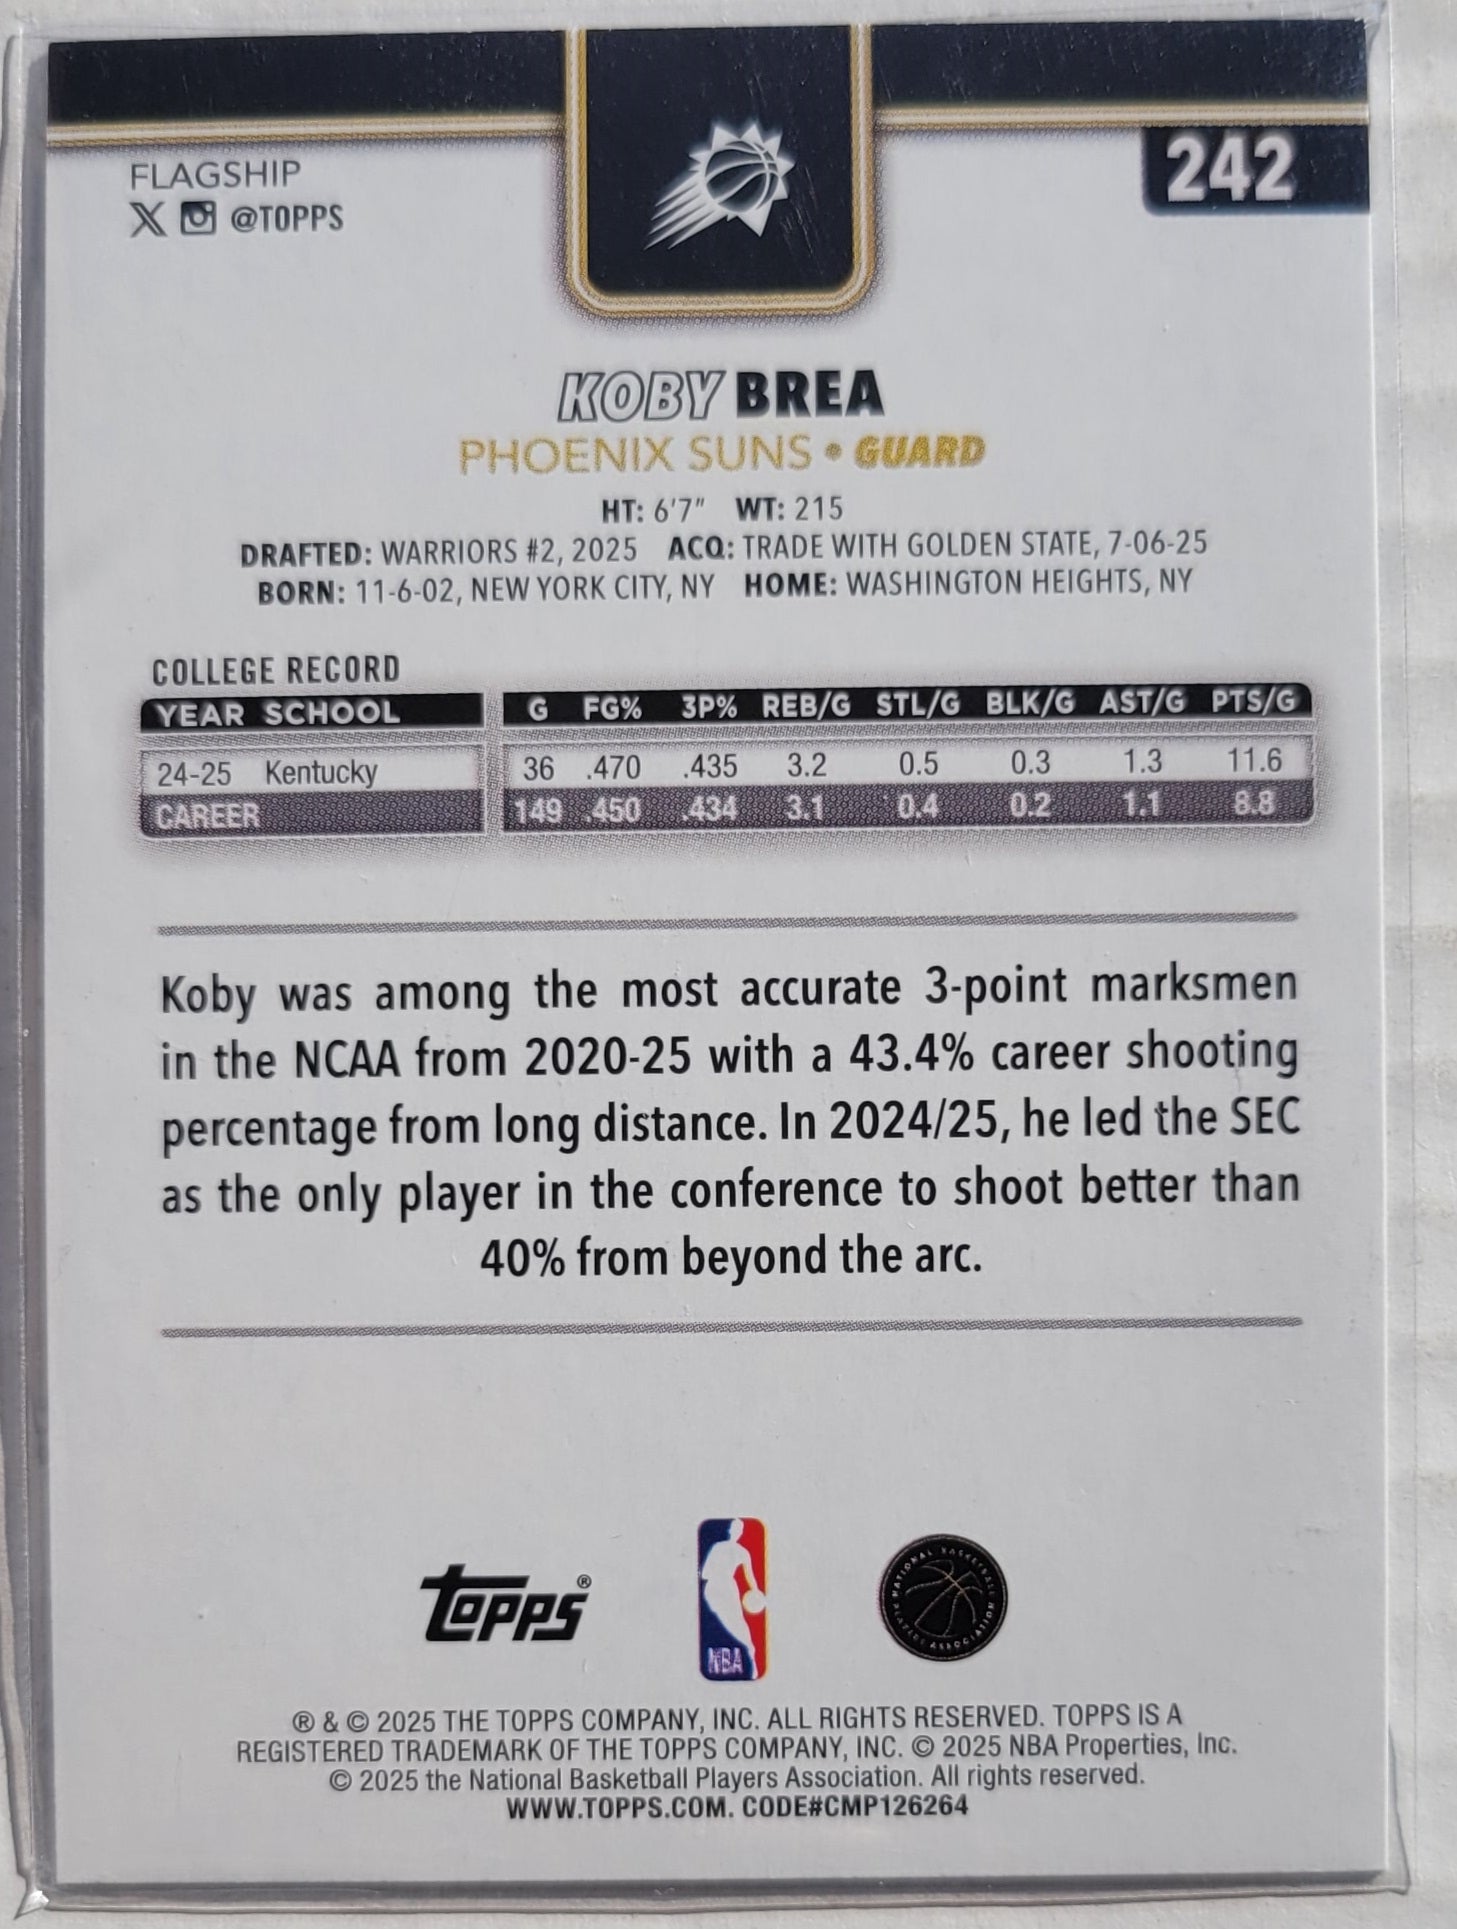 242
FLAGSHIP
X @TOPPS
KOBY BREA
PHOENIX SUNS • GUARD
HT: 6'7" WT: 215
DRAFTED: WARRIORS #2, 2025 ACQ: TRADE WITH GOLDEN STATE, 7-06-25
BORN: 11-6-02, NEW YORK CITY, NY HOME: WASHINGTON HEIGHTS, NY
COLLEGE RECORD
YEAR SCHOOL G FG% 3P% REB/G STL/G BLK/G AST/G PTS/G
24-25 Kentucky 36 .470 .435 3.2 0.5 0.3 1.3 11.6
CAREER 149 .450 .434 3.1 0.4 0.2 1.1 8.8
Koby was among the most accurate 3-point marksmen
in the NCAA from 2020-25 with a 43.4% career shooting
percentage from long distance. In 2024/25, he led the SEC
as the only player in the conference to shoot better than
40% from beyond the arc.
Topps®
NBA
NATIONAL BASKETBALL PLAYERS ASSOCIATION
® & © 2025 THE TOPPS COMPANY, INC. ALL RIGHTS RESERVED. TOPPS IS A
REGISTERED TRADEMARK OF THE TOPPS COMPANY, INC. © 2025 NBA Properties, Inc.
© 2025 the National Basketball Players Association. All rights reserved.
WWW.TOPPS.COM. CODE#CMP126264